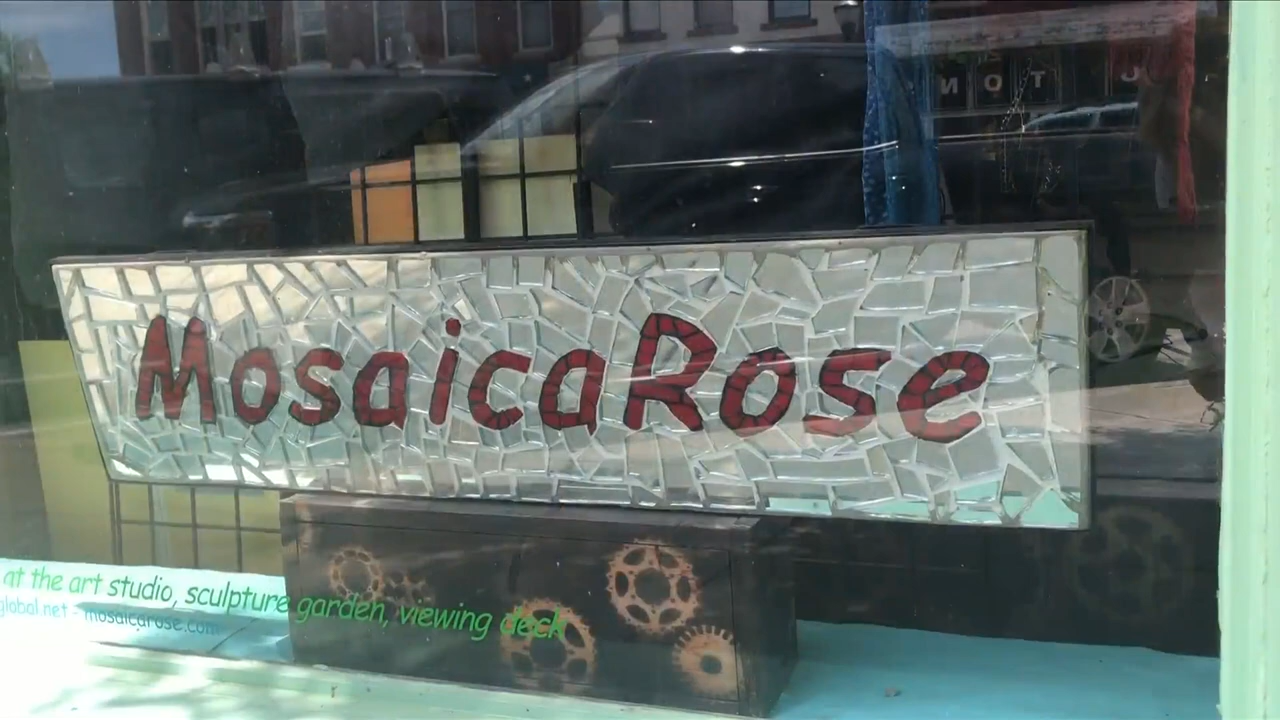 MosaicaRose
at the art studio, sculpture garden, viewing deck
global net - mosaicarose.com